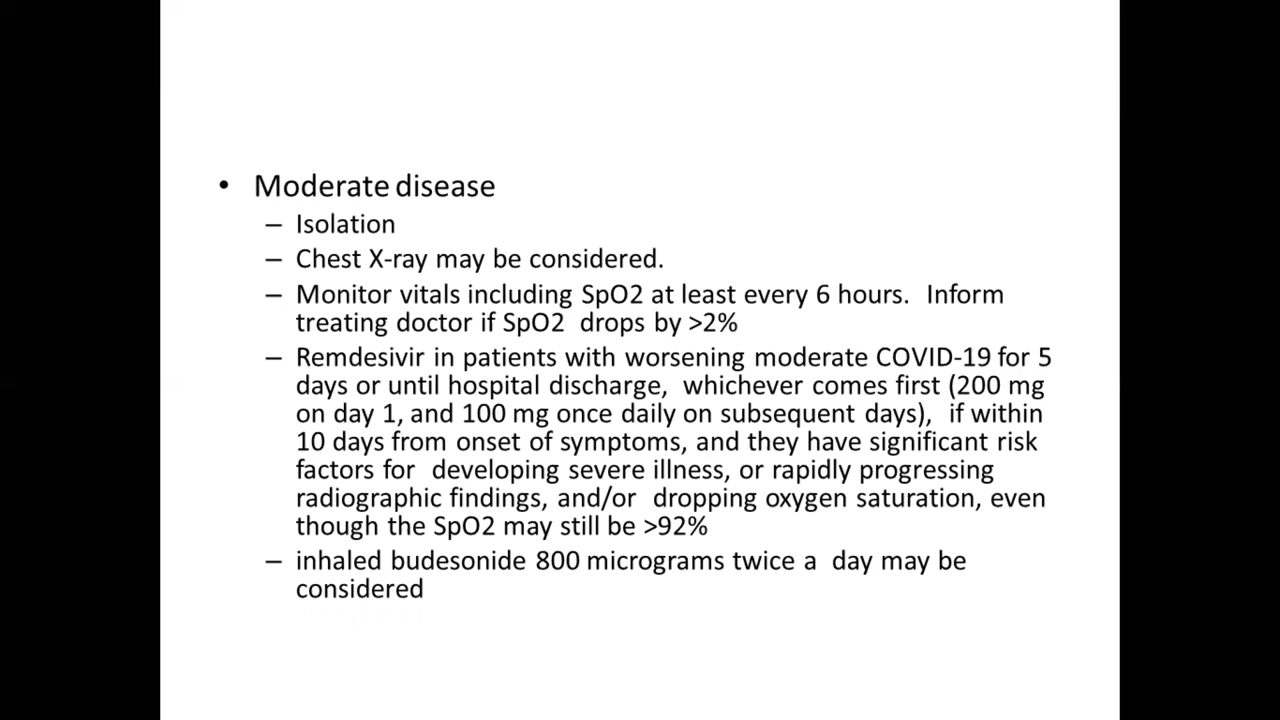 • Moderate disease
– Isolation
– Chest X-ray may be considered.
– Monitor vitals including SpO2 at least every 6 hours. Inform
treating doctor if SpO2 drops by >2%
– Remdesivir in patients with worsening moderate COVID-19 for 5
days or until hospital discharge, whichever comes first (200 mg
on day 1, and 100 mg once daily on subsequent days), if within
10 days from onset of symptoms, and they have significant risk
factors for developing severe illness, or rapidly progressing
radiographic findings, and/or dropping oxygen saturation, even
though the SpO2 may still be >92%
– inhaled budesonide 800 micrograms twice a day may be
considered